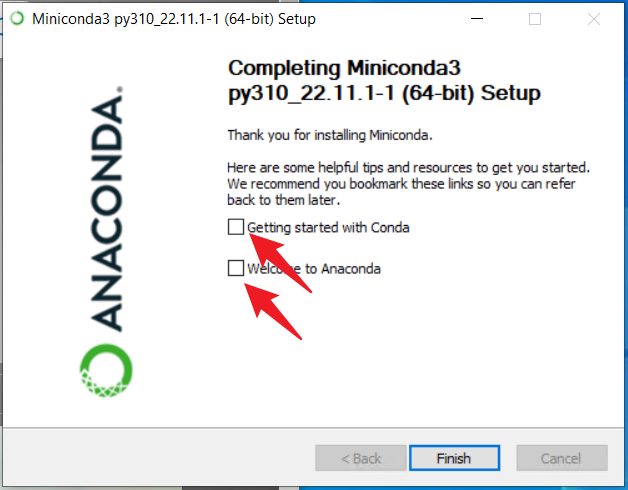 Miniconda3 py310_22.11.1-1 (64-bit) Setup
ANACONDA.
Completing Miniconda3
py310_22.11.1-1 (64-bit) Setup
Thank you for installing Miniconda.
Here are some helpful tips and resources to get you started.
We recommend you bookmark these links so you can refer
back to them later.
Getting started with Conda
Welcome to Anaconda
< Back
Finish
Cancel